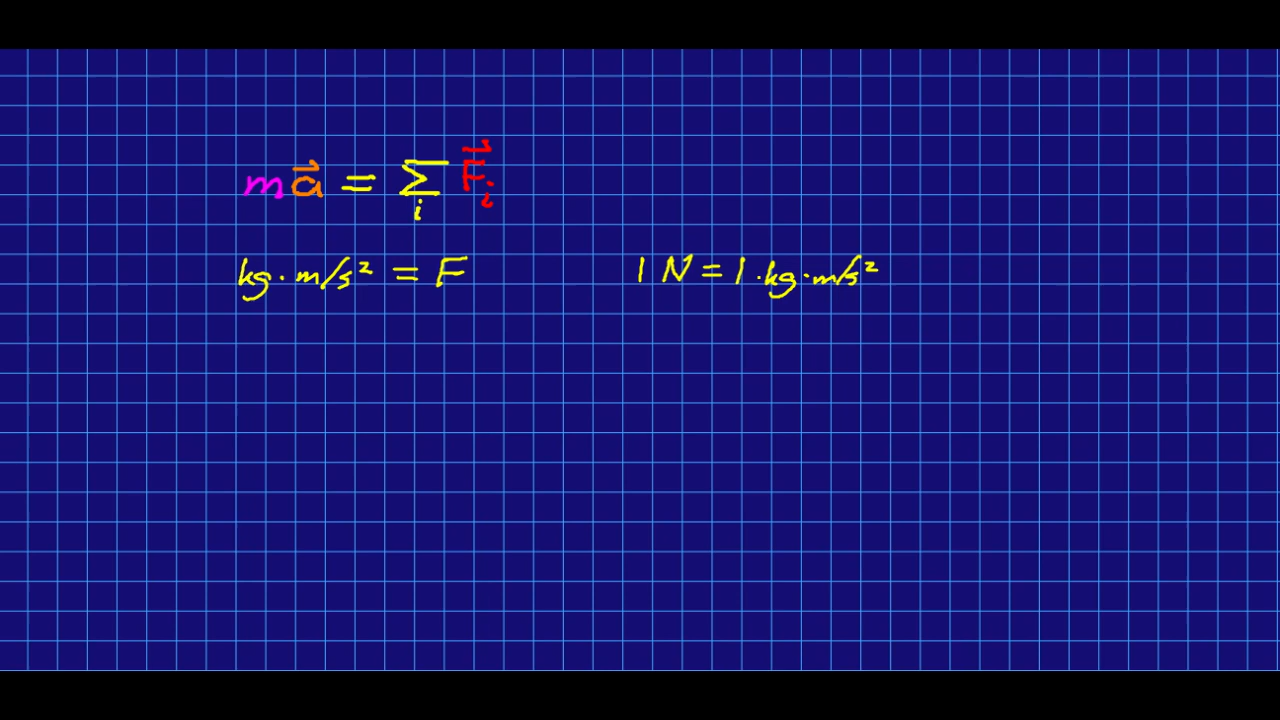 m a⃗ = ∑ᵢ F⃗ᵢ
kg·m/s² = F
1 N = 1·kg·m/s²